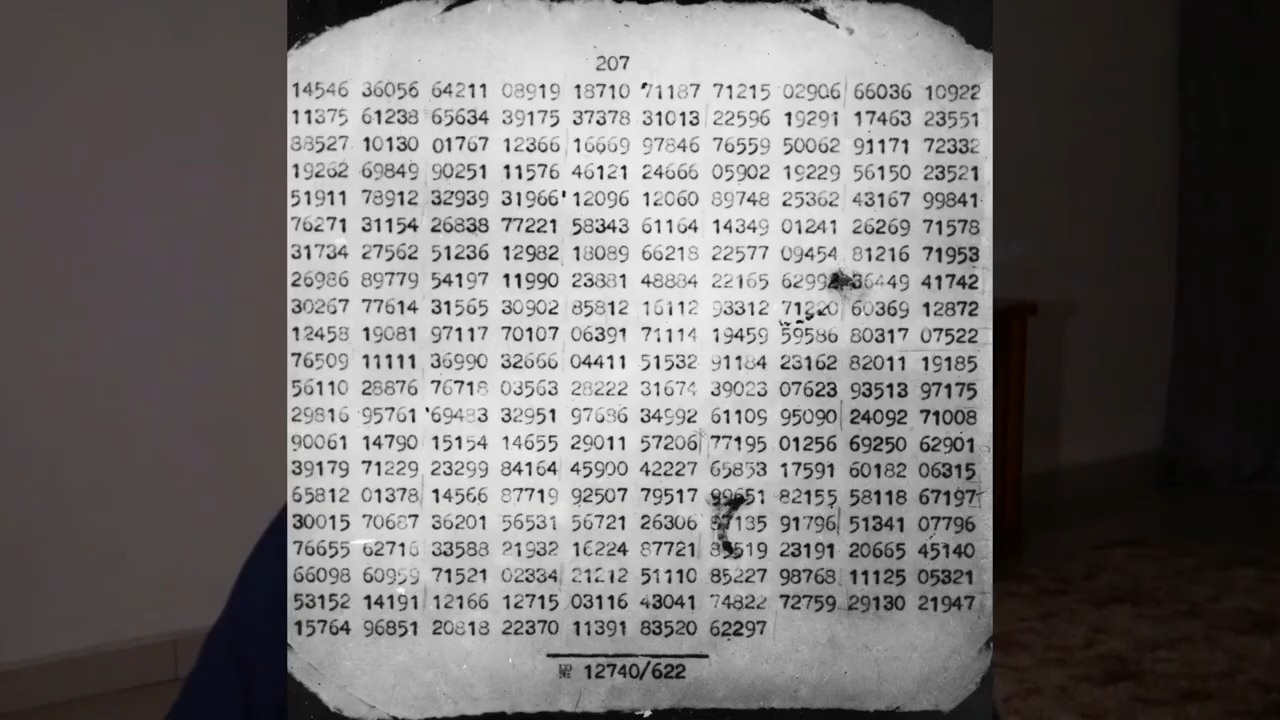 207
14546 36056 64211 08919 18710 71187 71215 02906 66036 10922
11375 61238 65634 39175 37378 31013 22596 19291 17463 23551
88527 10130 01767 12366 16669 97846 76559 50062 91171 72332
19262 69849 90251 11576 46121 24666 05902 19229 56150 23521
51911 78912 32939 31966 12096 12060 89748 25362 43167 99841
76271 31154 26838 77221 58343 61164 14349 01241 26269 71578
31734 27562 51236 12982 18089 66218 22577 09454 81216 71953
26986 89779 54197 11990 23881 48884 22165 62992 36449 41742
30267 77614 31565 30902 85812 16112 93312 71220 60369 12872
12458 19081 97117 70107 06391 71114 19459 59586 80317 07522
76509 11111 36990 32666 04411 51532 91184 23162 82011 19185
56110 28876 76718 03563 28222 31674 39023 07623 93513 97175
29816 95761 69483 32951 97686 34992 61109 95090 24092 71008
90061 14790 15154 14655 29011 57206 77195 01256 69250 62901
39179 71229 23299 84164 45900 42227 65853 17591 60182 06315
65812 01378 14566 87719 92507 79517 99651 82155 58118 67197
30015 70687 36201 56531 56721 26306 87135 91796 51341 07796
76655 62716 33588 21932 16224 87721 85519 23191 20665 45140
66098 60959 71521 02334 21212 51110 85227 98768 11125 05321
53152 14191 12166 12715 03116 43041 74822 72759 29130 21947
15764 96851 20818 22370 11391 83520 62297
№ 12740/622